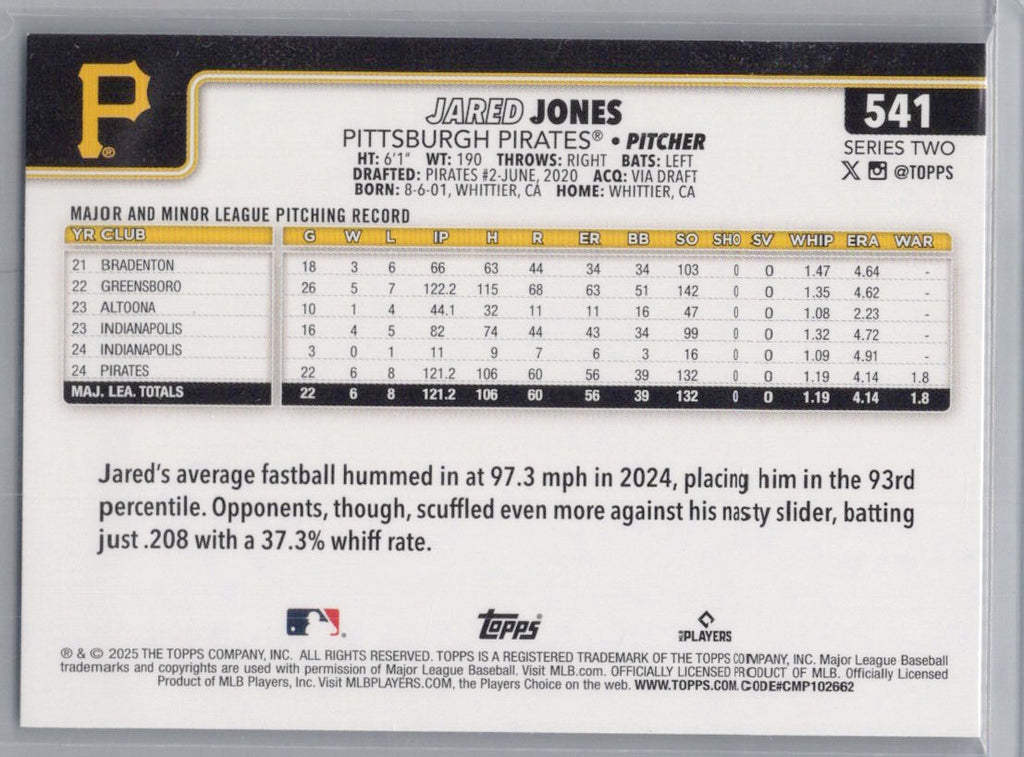 P
JARED JONES
541
PITTSBURGH PIRATES® • PITCHER
SERIES TWO
HT: 6'1" WT: 190 THROWS: RIGHT BATS: LEFT
DRAFTED: PIRATES #2-JUNE, 2020 ACQ: VIA DRAFT
@TOPPS
BORN: 8-6-01, WHITTIER, CA HOME: WHITTIER, CA
MAJOR AND MINOR LEAGUE PITCHING RECORD
YR CLUB G W L IP H R ER BB SO SHO SV WHIP ERA WAR
21 BRADENTON 18 3 6 66 63 44 34 34 103 0 0 1.47 4.64 -
22 GREENSBORO 26 5 7 122.2 115 68 63 51 142 0 0 1.35 4.62 -
23 ALTOONA 10 1 4 44.1 32 11 11 16 47 0 0 1.08 2.23 -
23 INDIANAPOLIS 16 4 5 82 74 44 43 34 99 0 0 1.32 4.72 -
24 INDIANAPOLIS 3 0 1 11 9 7 6 3 16 0 0 1.09 4.91 -
24 PIRATES 22 6 8 121.2 106 60 56 39 132 0 0 1.19 4.14 1.8
MAJ. LEA. TOTALS 22 6 8 121.2 106 60 56 39 132 0 0 1.19 4.14 1.8
Jared's average fastball hummed in at 97.3 mph in 2024, placing him in the 93rd
percentile. Opponents, though, scuffled even more against his nasty slider, batting
just .208 with a 37.3% whiff rate.
Topps®
MLB PLAYERS
® & © 2025 THE TOPPS COMPANY, INC. ALL RIGHTS RESERVED. TOPPS IS A REGISTERED TRADEMARK OF THE TOPPS COMPANY, INC. Major League Baseball
trademarks and copyrights are used with permission of Major League Baseball. Visit MLB.com. OFFICIALLY LICENSED PRODUCT OF MLB. Officially Licensed
Product of MLB Players, Inc. Visit MLBPLAYERS.COM, the Players Choice on the web. WWW.TOPPS.COM. CODE#CMP102662